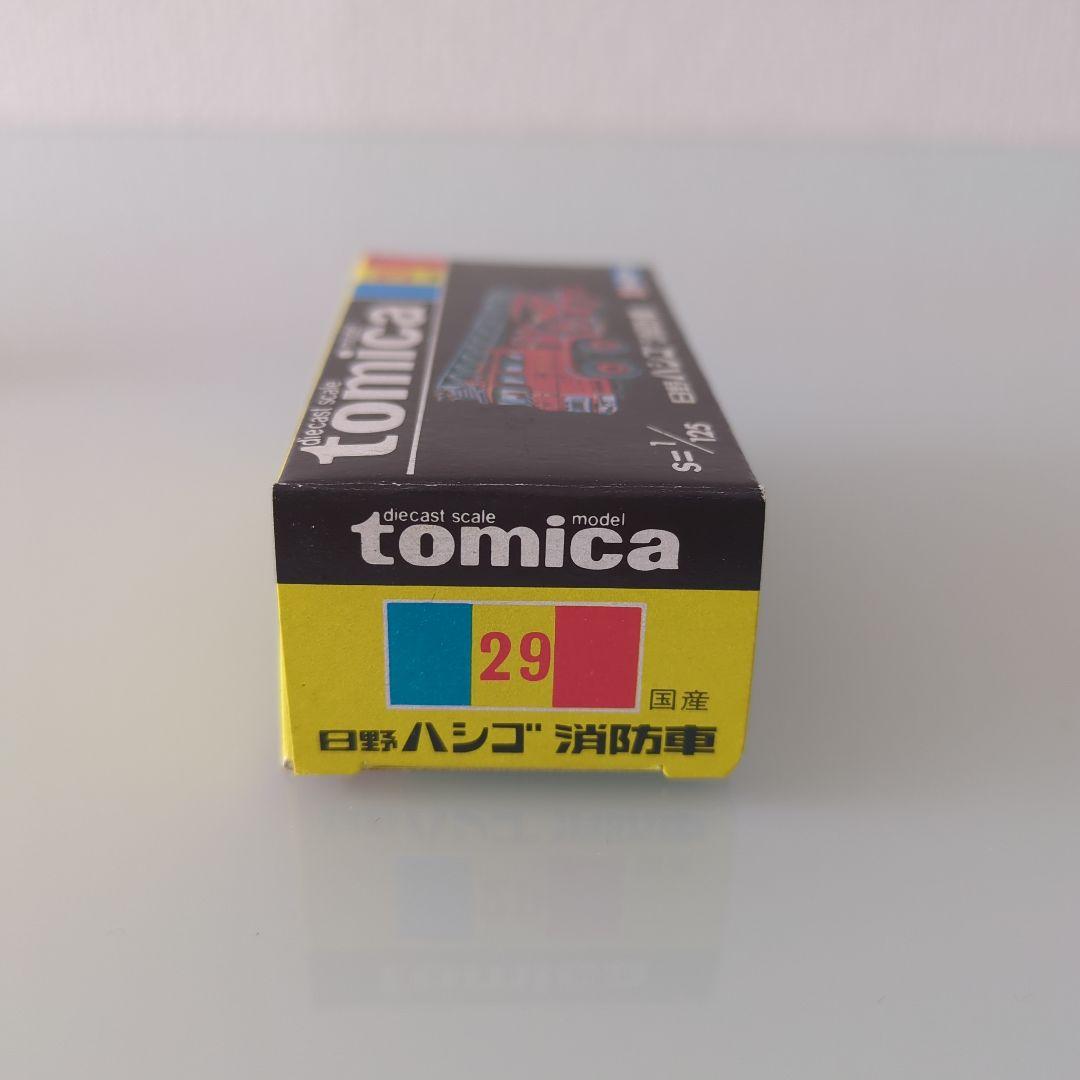 diecast scale
tomica
日野 ハシゴ 消防車
S=1/125
diecast scale model
tomica
29
国産
日野 ハシゴ 消防車